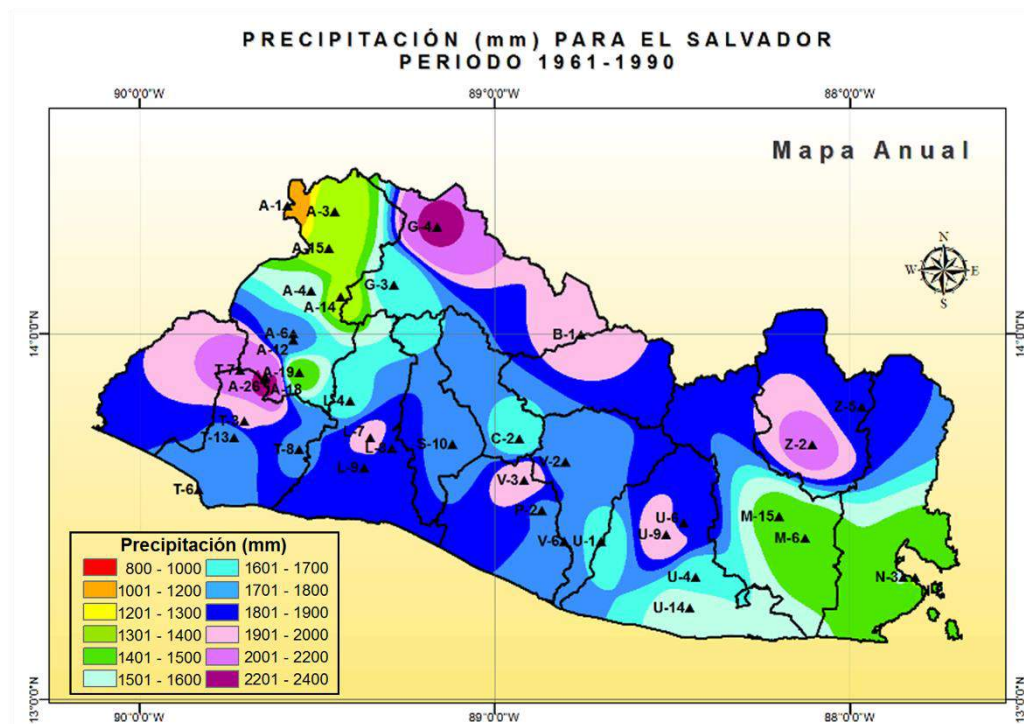 PRECIPITACIÓN (mm) PARA EL SALVADOR
PERIODO 1961-1990
90°0'0"W 89°0'0"W 88°0'0"W
Mapa Anual
A-1
A-3
G-4
A-15
N
W E
S
G-3
A-4
A-14
14°0'0"N
14°0'0"N
A-6
B-1
A-12
T-7
A-19
A-26
A-18
Z-5
T-3
L-7
T-13
S-10
C-2
Z-2
T-8
L-8
V-2
L-9
V-3
T-6
P-2
U-6
M-15
V-6
U-1
U-9
M-6
U-4
N-3
U-14
Precipitación (mm)
800 - 1000 1601 - 1700
1001 - 1200 1701 - 1800
1201 - 1300 1801 - 1900
1301 - 1400 1901 - 2000
1401 - 1500 2001 - 2200
1501 - 1600 2201 - 2400
13°0'0"N
13°0'0"N
90°0'0"W 89°0'0"W 88°0'0"W